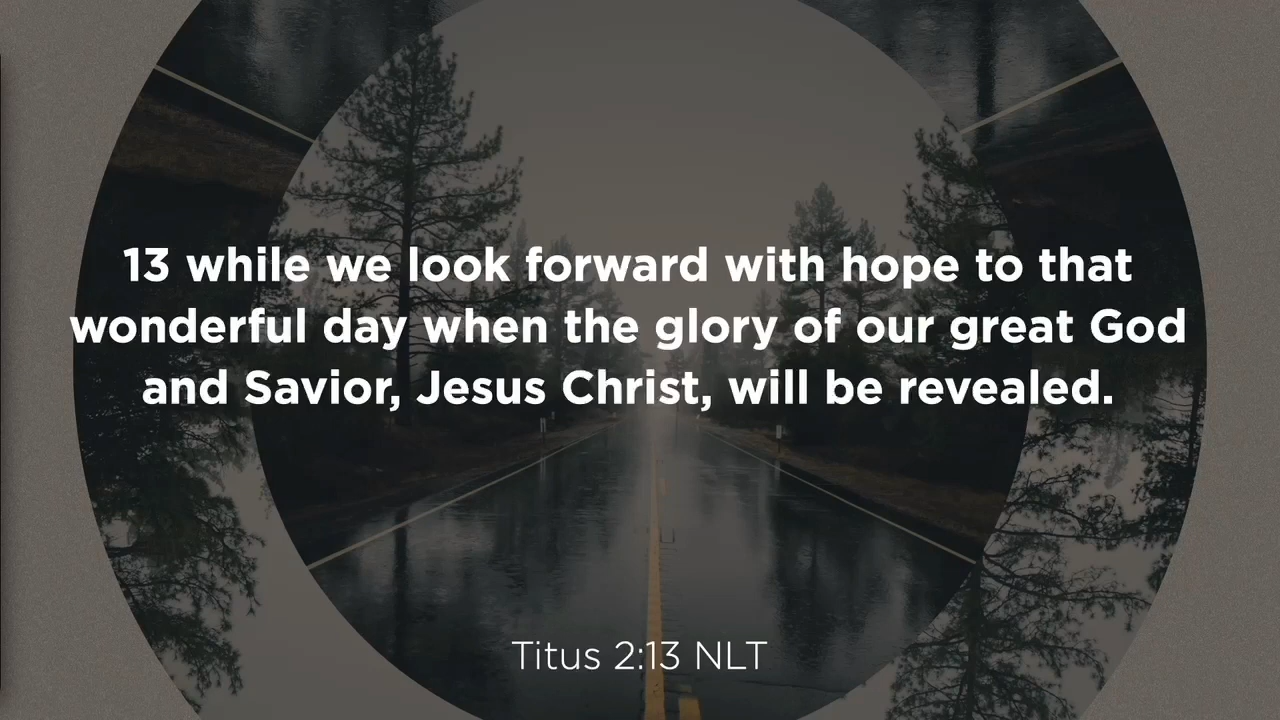 13 while we look forward with hope to that
wonderful day when the glory of our great God
and Savior, Jesus Christ, will be revealed.
Titus 2:13 NLT